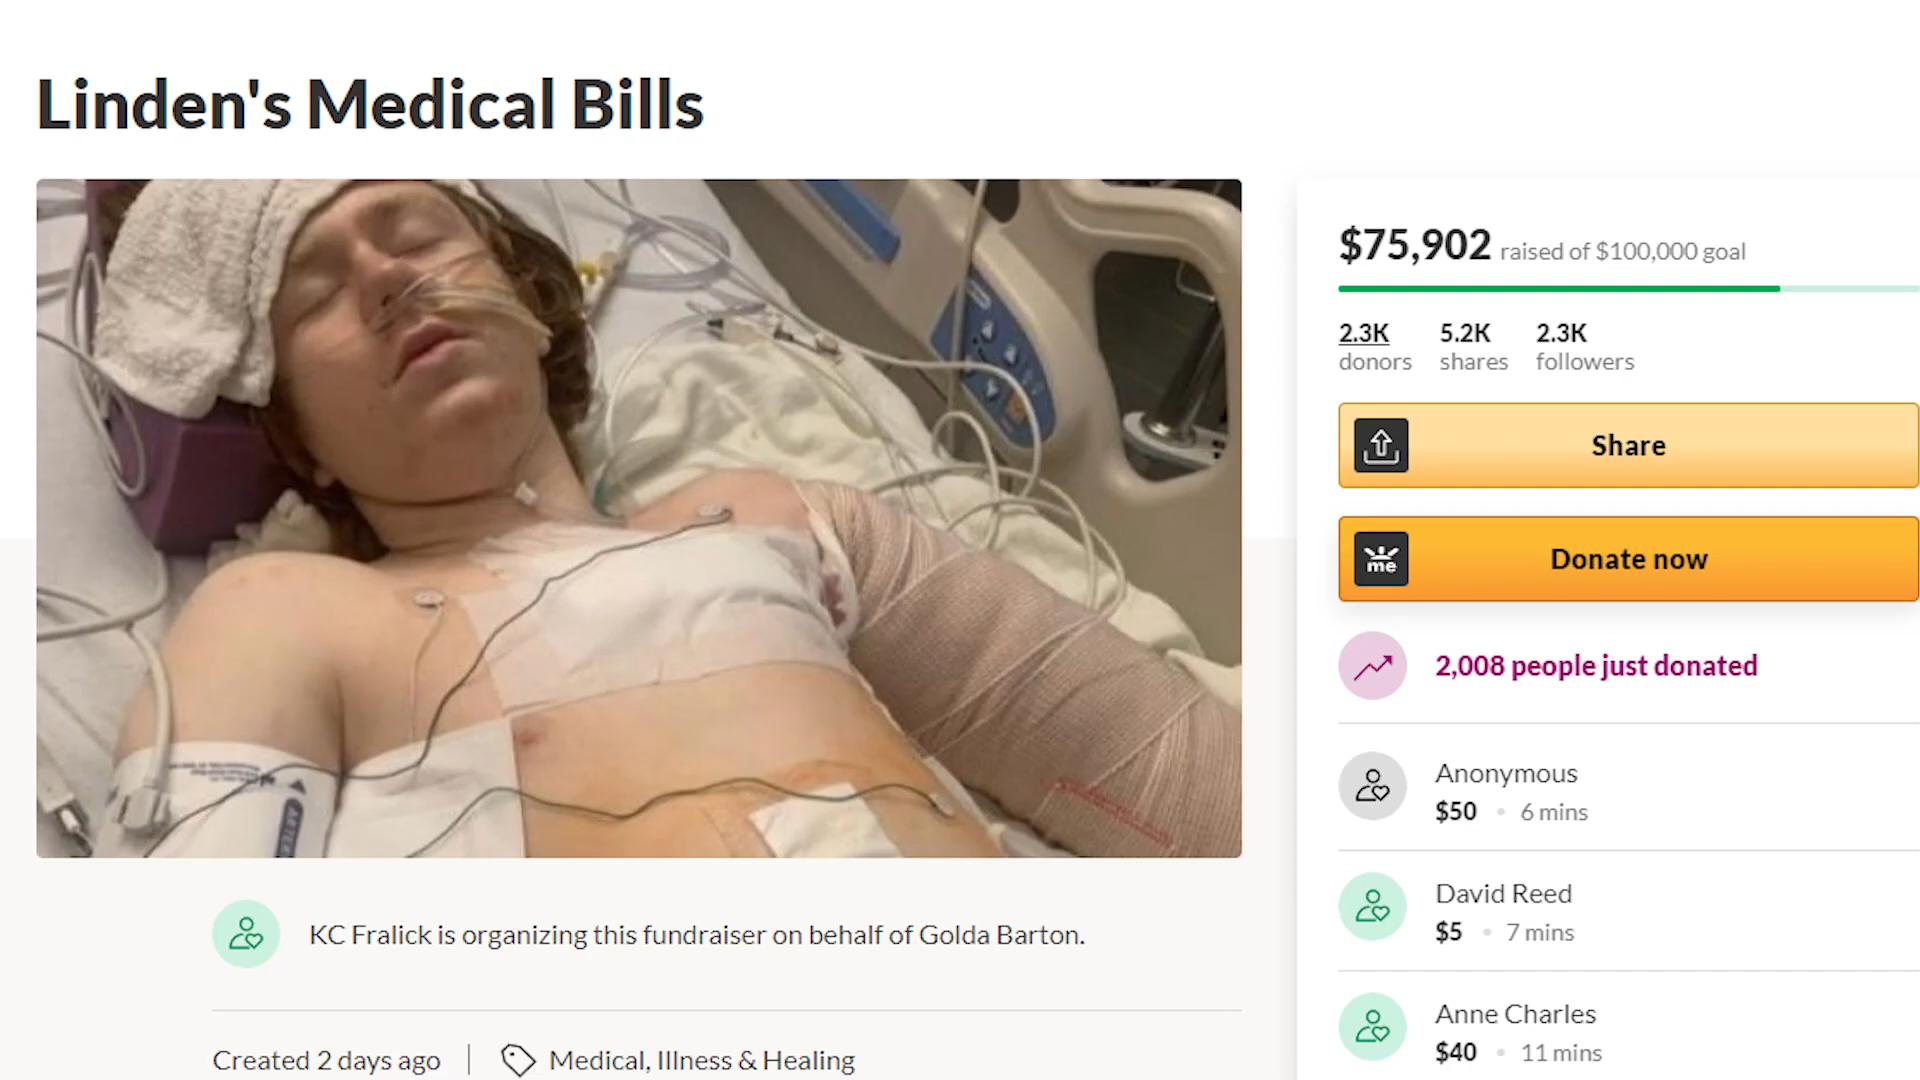 Linden's Medical Bills
$75,902 raised of $100,000 goal
2.3K 5.2K 2.3K
donors shares followers
Share
me
Donate now
2,008 people just donated
Anonymous
$50 • 6 mins
David Reed
$5 • 7 mins
Anne Charles
$40 • 11 mins
KC Fralick is organizing this fundraiser on behalf of Golda Barton.
Created 2 days ago | Medical, Illness & Healing